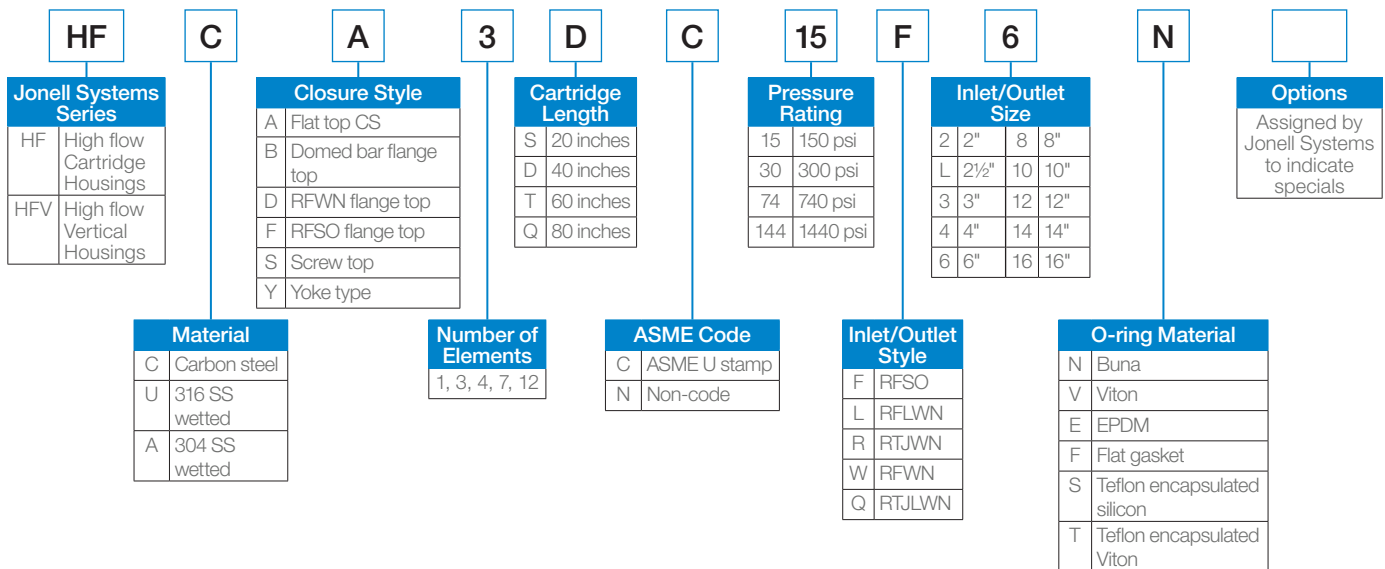 HF C A 3 D C 15 F 6 N
Jonell Systems
Series
HF High flow
Cartridge
Housings
HFV High flow
Vertical
Housings
Closure Style
A Flat top CS
B Domed bar flange
top
D RFWN flange top
F RFSO flange top
S Screw top
Y Yoke type
Cartridge
Length
S 20 inches
D 40 inches
T 60 inches
Q 80 inches
Pressure
Rating
15 150 psi
30 300 psi
74 740 psi
144 1440 psi
Inlet/Outlet
Size
2 2" 8 8"
L 2½" 10 10"
3 3" 12 12"
4 4" 14 14"
6 6" 16 16"
Options
Assigned by
Jonell Systems
to indicate
specials
Material
C Carbon steel
U 316 SS
wetted
A 304 SS
wetted
Number of
Elements
1, 3, 4, 7, 12
ASME Code
C ASME U stamp
N Non-code
Inlet/Outlet
Style
F RFSO
L RFLWN
R RTJWN
W RFWN
Q RTJLWN
O-ring Material
N Buna
V Viton
E EPDM
F Flat gasket
S Teflon encapsulated
silicon
T Teflon encapsulated
Viton